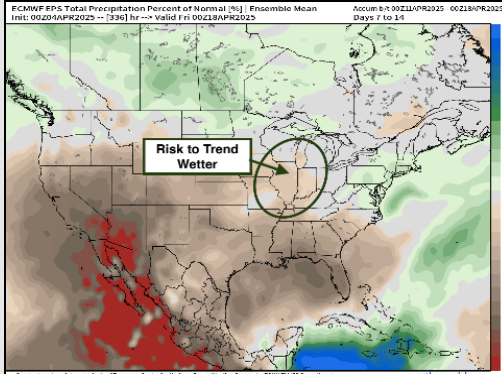 ECMWF EPS Total Precipitation Percent of Normal [%] | Ensemble Mean
Init: 00Z04APR2025 -- [336] hr --> Valid Fri 00Z18APR2025
Accum b/t 00Z11APR2025 - 00Z18APR2025
Days 7 to 14
Risk to Trend
Wetter